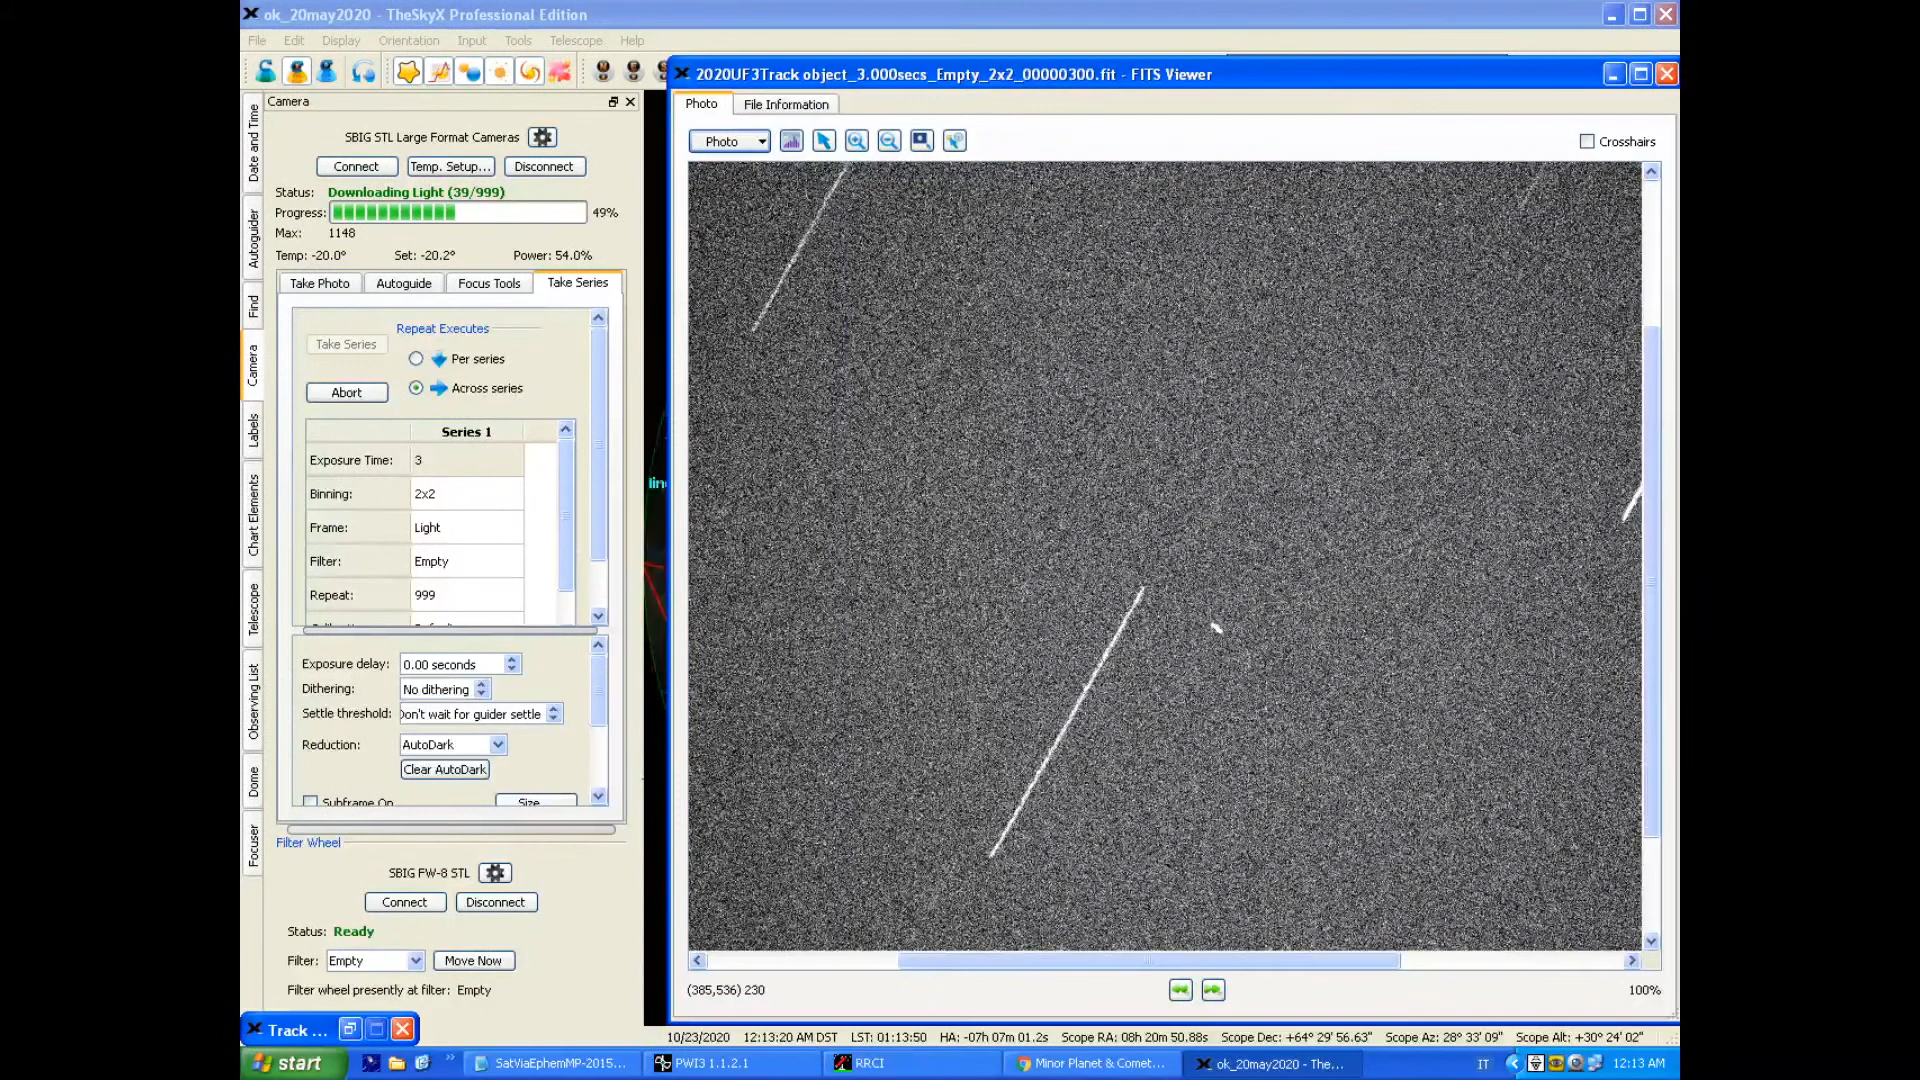 ok_20may2020 - TheSkyX Professional Edition
File Edit Display Orientation Input Tools Telescope Help
2020UF3Track object_3.000secs_Empty_2x2_00000300.fit - FITS Viewer
Camera
Photo File Information
SBIG STL Large Format Cameras
Photo
Crosshairs
Connect Temp. Setup... Disconnect
Status: Downloading Light (39/999)
Progress: 49%
Max: 1148
Temp: -20.0° Set: -20.2° Power: 54.0%
Take Photo Autoguide Focus Tools Take Series
Repeat Executes
Take Series
Per series
Abort
Across series
Series 1
Exposure Time: 3
Binning: 2x2
Frame: Light
Filter: Empty
Repeat: 999
Exposure delay: 0.00 seconds
Dithering: No dithering
Settle threshold: Don't wait for guider settle
Reduction: AutoDark
Clear AutoDark
Subframe On Size
Filter Wheel
SBIG FW-8 STL
Connect Disconnect
Status: Ready
Filter: Empty Move Now
Filter wheel presently at filter: Empty
Date and Time
Autoguider
Find
Camera
Labels
Chart Elements
Telescope
Observing List
Dome
Focuser
(385,536) 230
100%
Track ...
10/23/2020 12:13:20 AM DST LST: 01:13:50 HA: -07h 07m 01.2s Scope RA: 08h 20m 50.88s Scope Dec: +64° 29' 56.63" Scope Az: 28° 33' 09" Scope Alt: +30° 24' 02"
start SatViaEphemMP-2015... PWI3 1.1.2.1 RRCI Minor Planet & Comet... ok_20may2020 - The... IT 12:13 AM